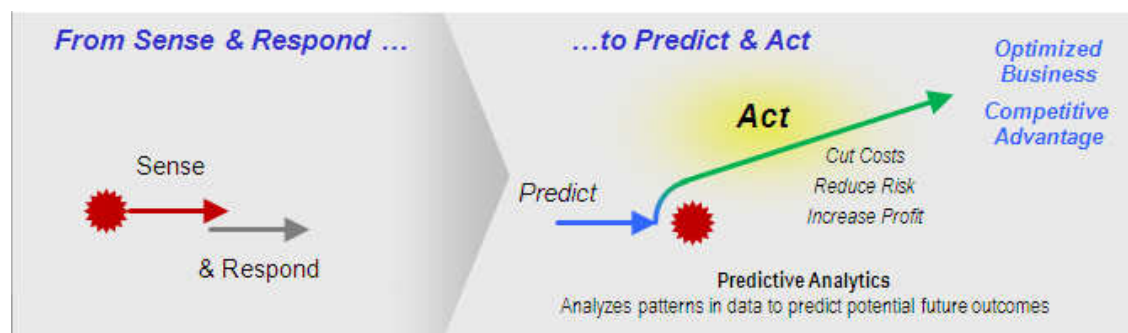 From Sense & Respond ...
Sense
& Respond
...to Predict & Act
Optimized
Business
Competitive
Advantage
Act
Predict
Cut Costs
Reduce Risk
Increase Profit
Predictive Analytics
Analyzes patterns in data to predict potential future outcomes